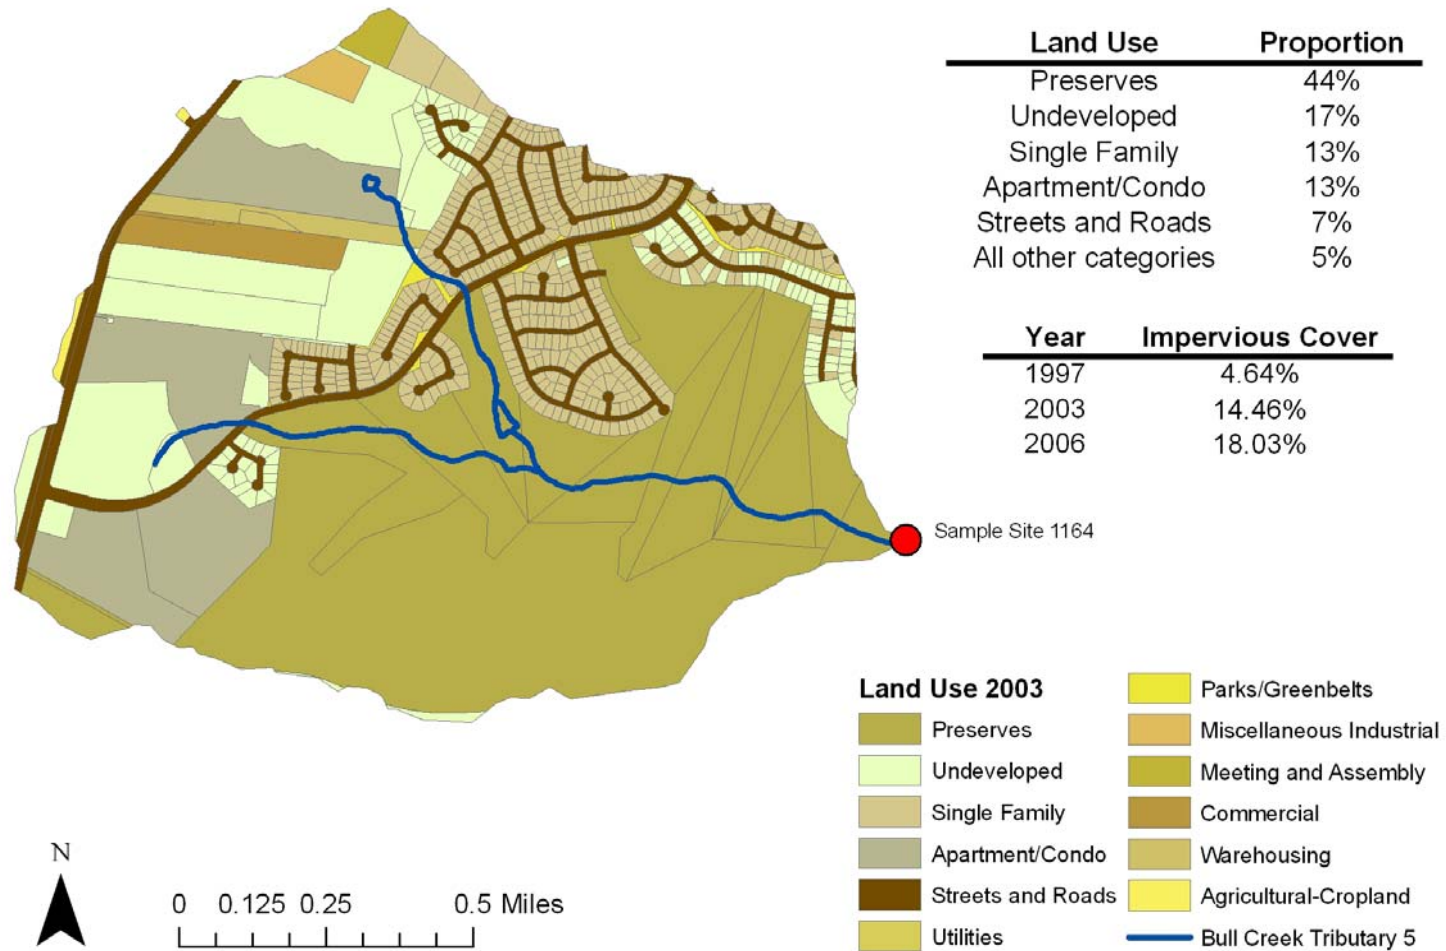 Land Use Proportion
Preserves 44%
Undeveloped 17%
Single Family 13%
Apartment/Condo 13%
Streets and Roads 7%
All other categories 5%
Year Impervious Cover
1997 4.64%
2003 14.46%
2006 18.03%
Sample Site 1164
Land Use 2003
Preserves
Undeveloped
Single Family
Apartment/Condo
Streets and Roads
Utilities
Parks/Greenbelts
Miscellaneous Industrial
Meeting and Assembly
Commercial
Warehousing
Agricultural-Cropland
Bull Creek Tributary 5
N
0 0.125 0.25 0.5 Miles